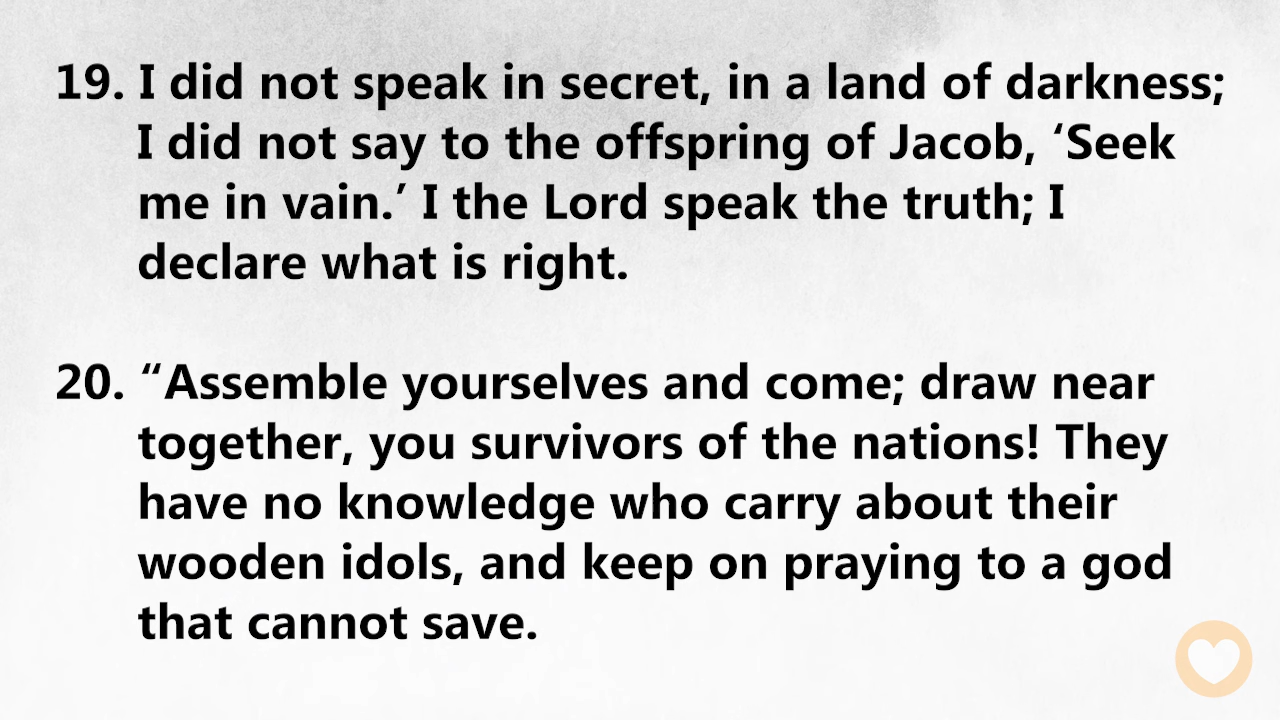 19. I did not speak in secret, in a land of darkness;
I did not say to the offspring of Jacob, ‘Seek
me in vain.’ I the Lord speak the truth; I
declare what is right.
20. “Assemble yourselves and come; draw near
together, you survivors of the nations! They
have no knowledge who carry about their
wooden idols, and keep on praying to a god
that cannot save.